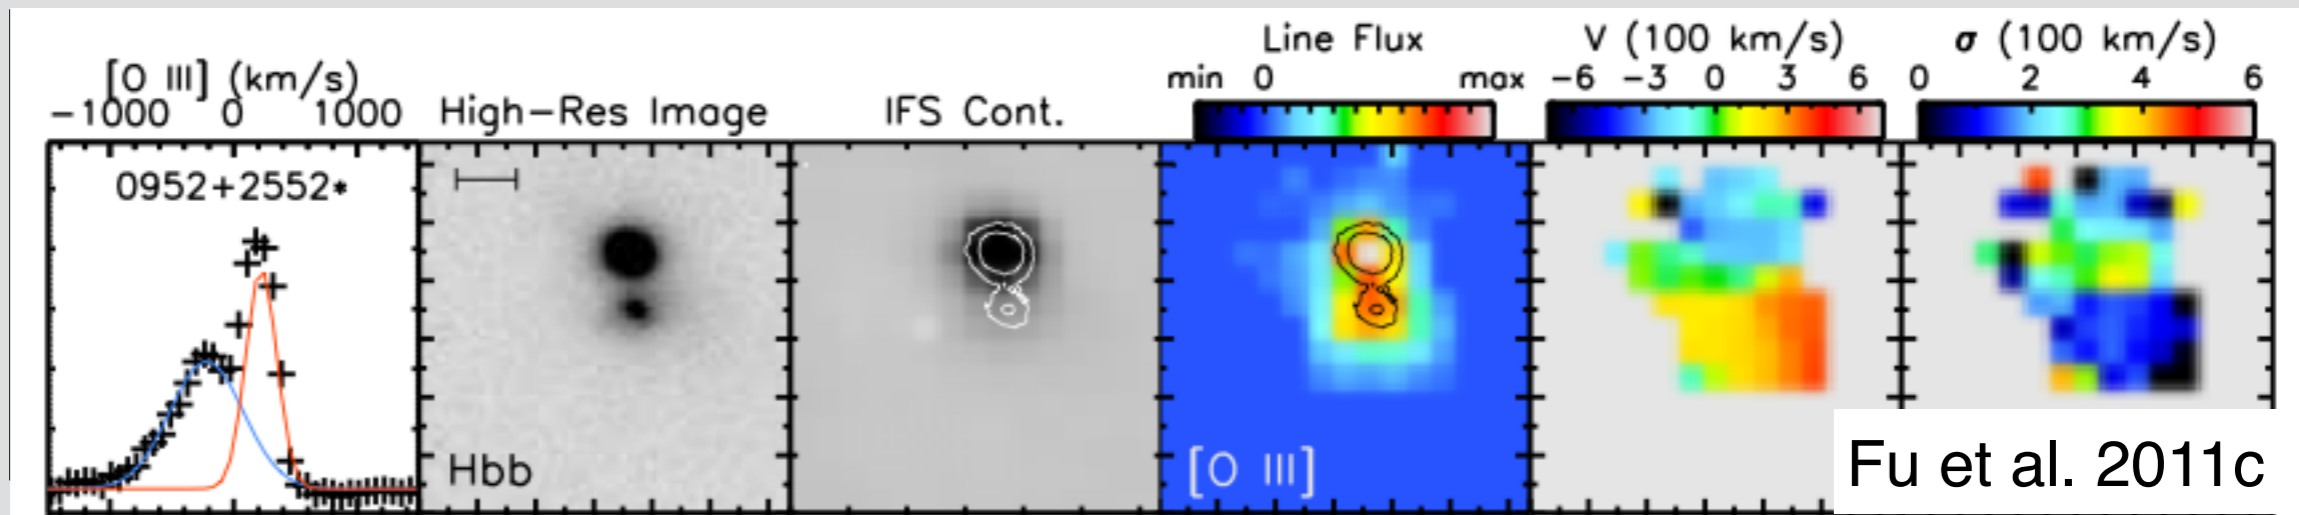 [O III] (km/s)
−1000 0 1000
High−Res Image
IFS Cont.
Line Flux
min 0 max
V (100 km/s)
−6 −3 0 3 6
σ (100 km/s)
0 2 4 6
0952+2552*
Hbb
[O III]
Fu et al. 2011c